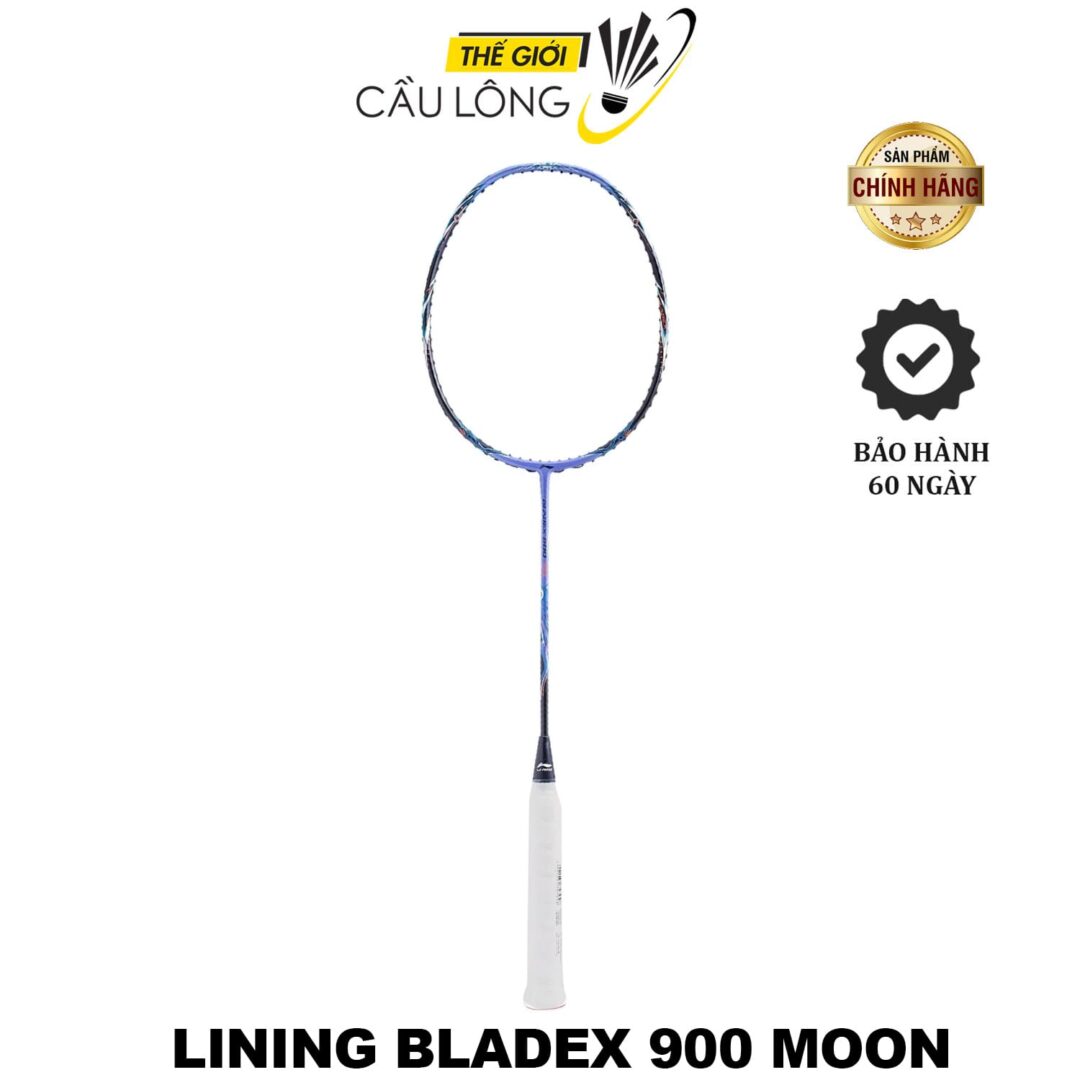 THẾ GIỚI
CẦU LÔNG
SẢN PHẨM
CHÍNH HÃNG
BẢO HÀNH
60 NGÀY
LINING BLADEX 900 MOON